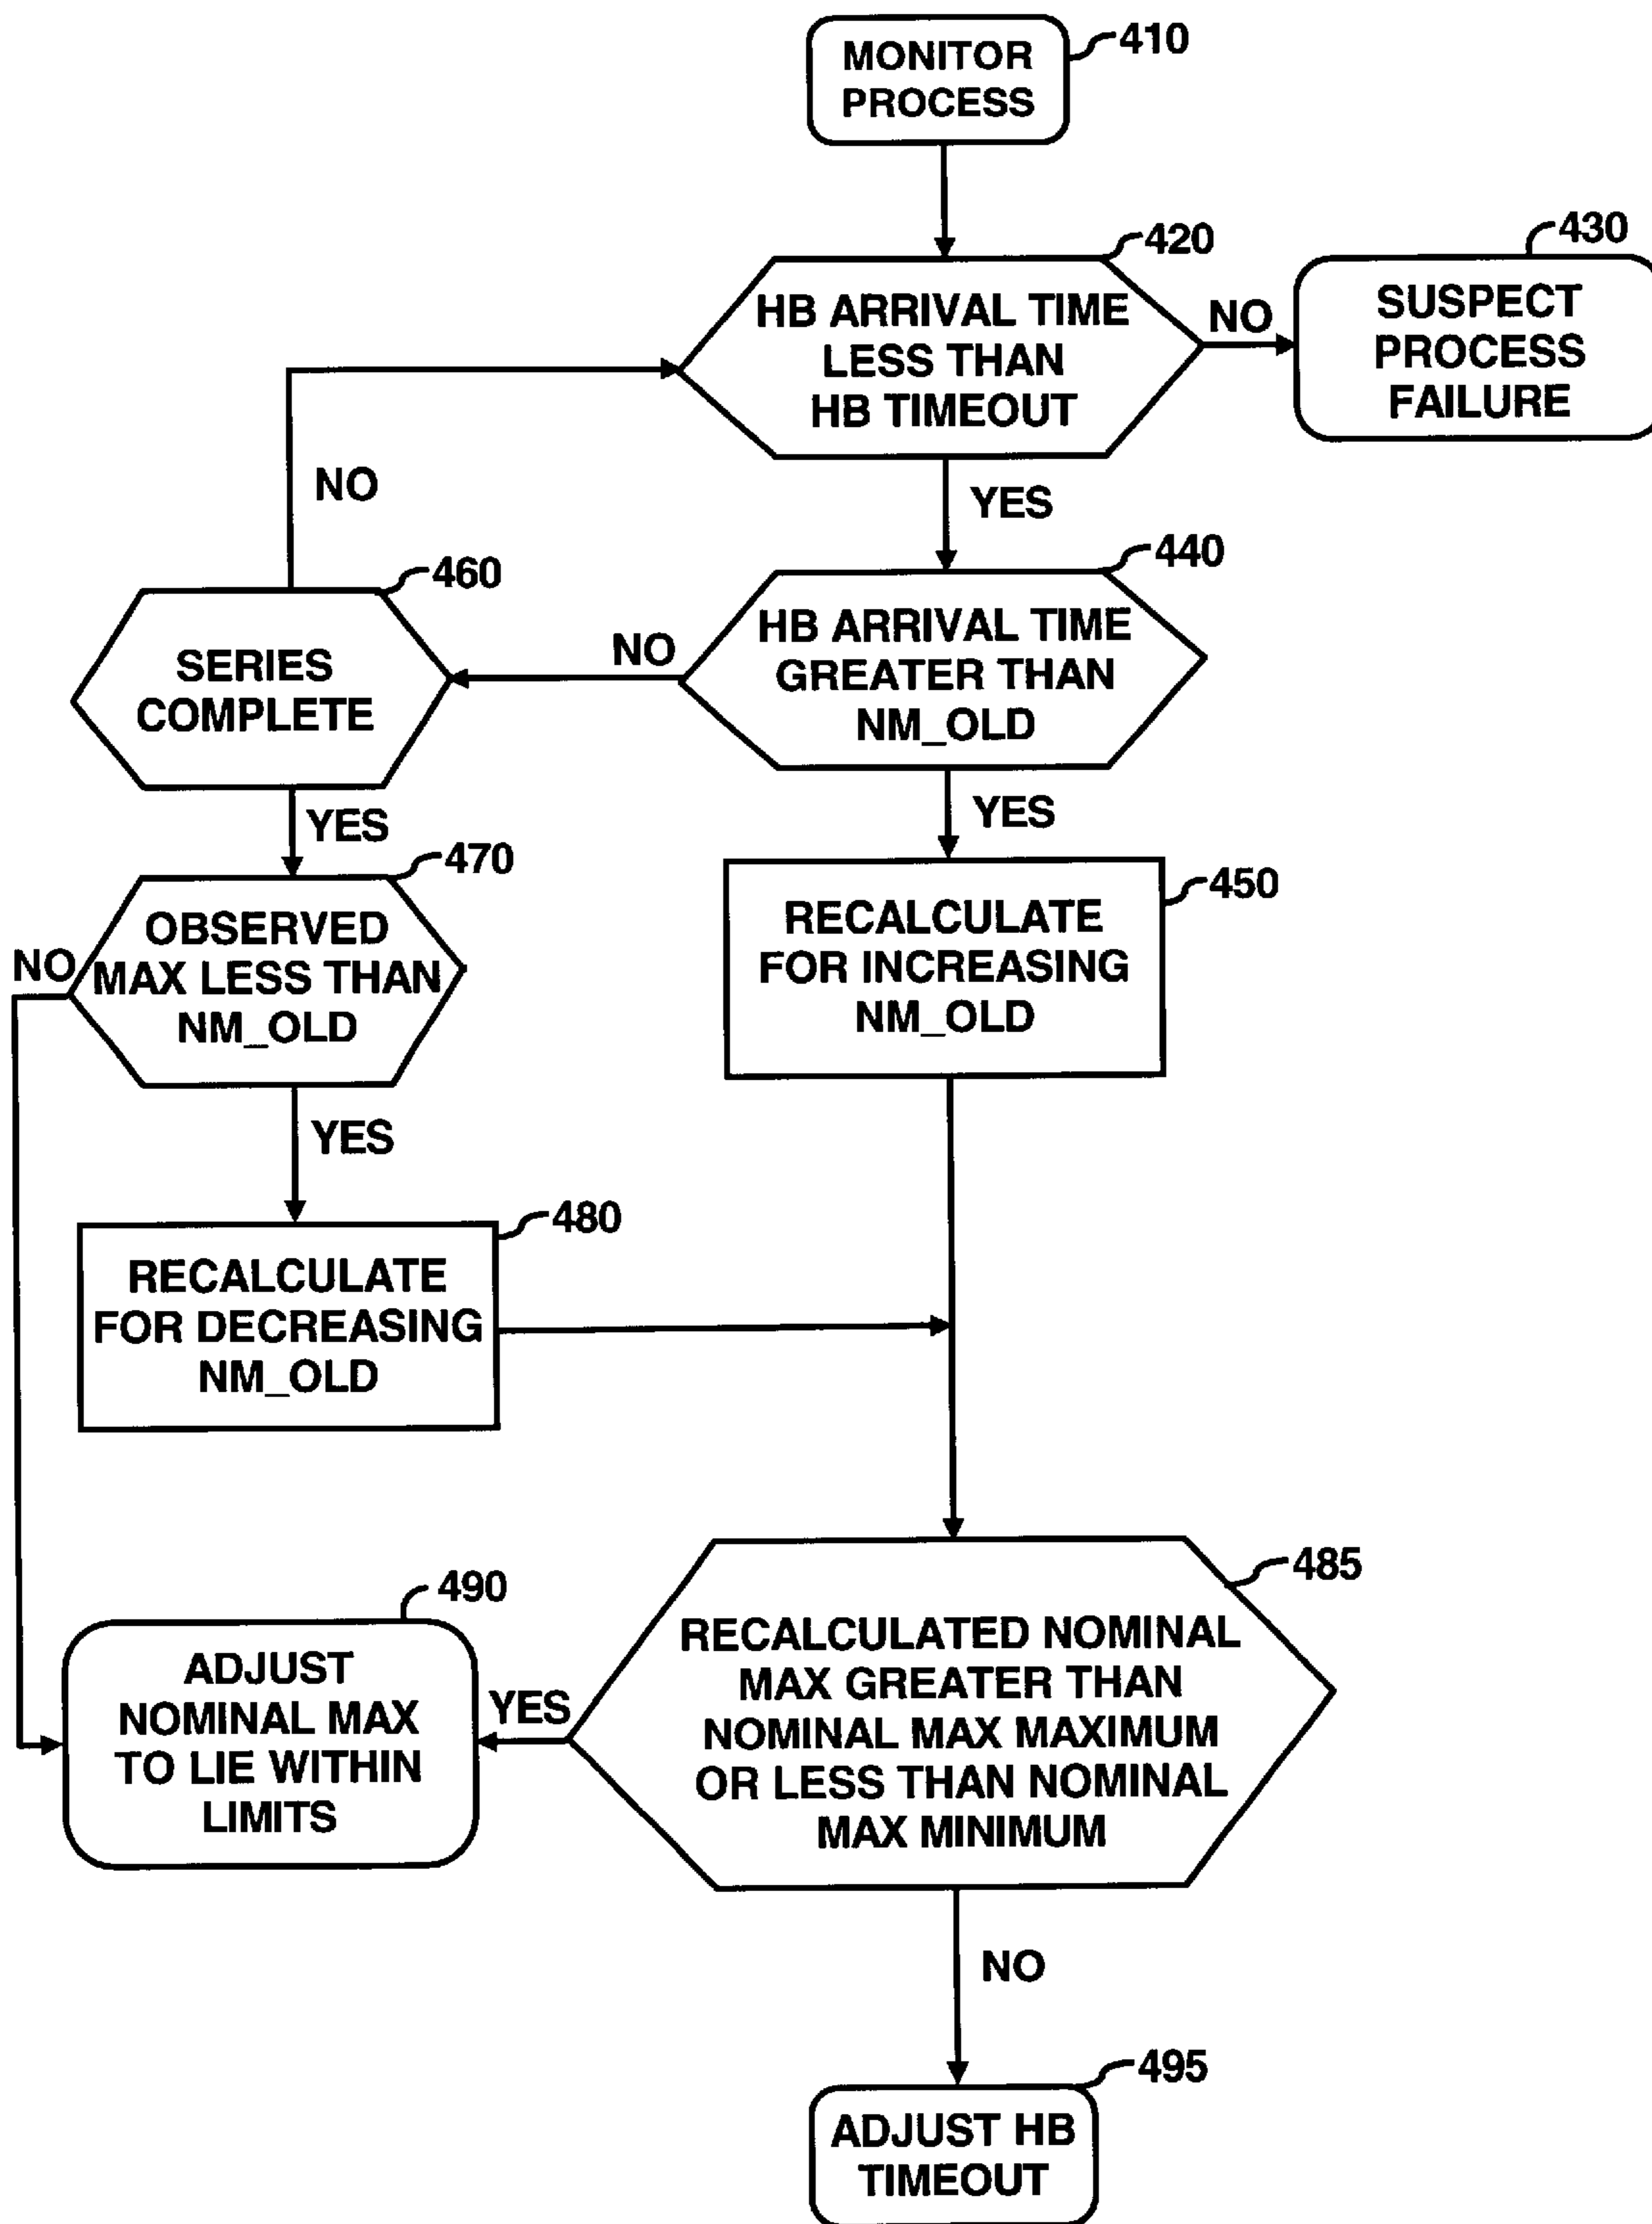 MONITOR
PROCESS
410
420
HB ARRIVAL TIME
LESS THAN
HB TIMEOUT
NO
430
SUSPECT
PROCESS
FAILURE
NO
YES
440
HB ARRIVAL TIME
GREATER THAN
NM_OLD
NO
460
SERIES
COMPLETE
YES
YES
470
OBSERVED
MAX LESS THAN
NM_OLD
NO
450
RECALCULATE
FOR INCREASING
NM_OLD
YES
480
RECALCULATE
FOR DECREASING
NM_OLD
485
RECALCULATED NOMINAL
MAX GREATER THAN
NOMINAL MAX MAXIMUM
OR LESS THAN NOMINAL
MAX MINIMUM
YES
490
ADJUST
NOMINAL MAX
TO LIE WITHIN
LIMITS
NO
495
ADJUST HB
TIMEOUT